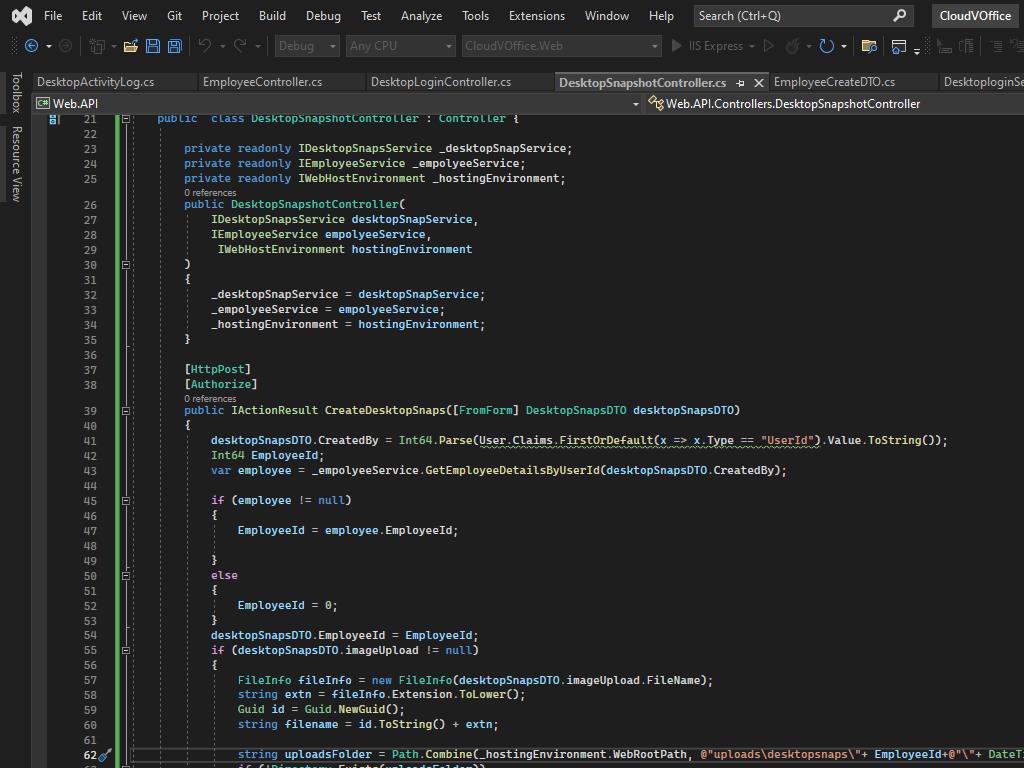 File Edit View Git Project Build Debug Test Analyze Tools Extensions Window Help Search (Ctrl+Q) CloudVOffice
Debug Any CPU CloudVOffice.Web IIS Express
DesktopActivityLog.cs EmployeeController.cs DesktopLoginController.cs DesktopSnapshotController.cs EmployeeCreateDTO.cs DesktoploginSe
Toolbox
Resource View
C# Web.API Web.API.Controllers.DesktopSnapshotController
21 public class DesktopSnapshotController : Controller {
22
23 private readonly IDesktopSnapsService _desktopSnapService;
24 private readonly IEmployeeService _empolyeeService;
25 private readonly IWebHostEnvironment _hostingEnvironment;
0 references
26 public DesktopSnapshotController(
27 IDesktopSnapsService desktopSnapService,
28 IEmployeeService empolyeeService,
29 IWebHostEnvironment hostingEnvironment
30 )
31 {
32 _desktopSnapService = desktopSnapService;
33 _empolyeeService = empolyeeService;
34 _hostingEnvironment = hostingEnvironment;
35 }
36
37 [HttpPost]
38 [Authorize]
0 references
39 public IActionResult CreateDesktopSnaps([FromForm] DesktopSnapsDTO desktopSnapsDTO)
40 {
41 desktopSnapsDTO.CreatedBy = Int64.Parse(User.Claims.FirstOrDefault(x => x.Type == "UserId").Value.ToString());
42 Int64 EmployeeId;
43 var employee = _empolyeeService.GetEmployeeDetailsByUserId(desktopSnapsDTO.CreatedBy);
44
45 if (employee != null)
46 {
47 EmployeeId = employee.EmployeeId;
48
49 }
50 else
51 {
52 EmployeeId = 0;
53 }
54 desktopSnapsDTO.EmployeeId = EmployeeId;
55 if (desktopSnapsDTO.imageUpload != null)
56 {
57 FileInfo fileInfo = new FileInfo(desktopSnapsDTO.imageUpload.FileName);
58 string extn = fileInfo.Extension.ToLower();
59 Guid id = Guid.NewGuid();
60 string filename = id.ToString() + extn;
61
62 string uploadsFolder = Path.Combine(_hostingEnvironment.WebRootPath, @"uploads\desktopsnaps\"+ EmployeeId+@"\"+ DateT